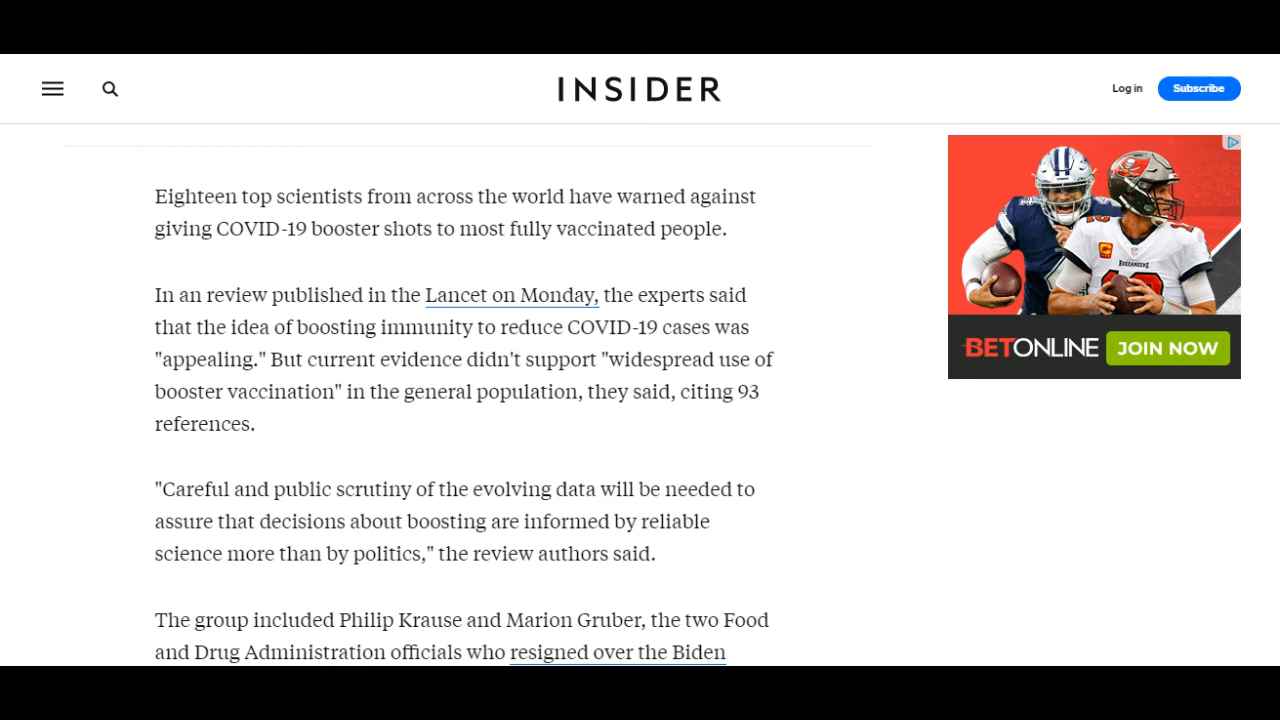 INSIDER
Log in
Subscribe
Eighteen top scientists from across the world have warned against
giving COVID-19 booster shots to most fully vaccinated people.
In an review published in the Lancet on Monday, the experts said
that the idea of boosting immunity to reduce COVID-19 cases was
"appealing." But current evidence didn't support "widespread use of
booster vaccination" in the general population, they said, citing 93
references.
"Careful and public scrutiny of the evolving data will be needed to
assure that decisions about boosting are informed by reliable
science more than by politics," the review authors said.
The group included Philip Krause and Marion Gruber, the two Food
and Drug Administration officials who resigned over the Biden
BUCCANEERS
12
BETONLINE
JOIN NOW